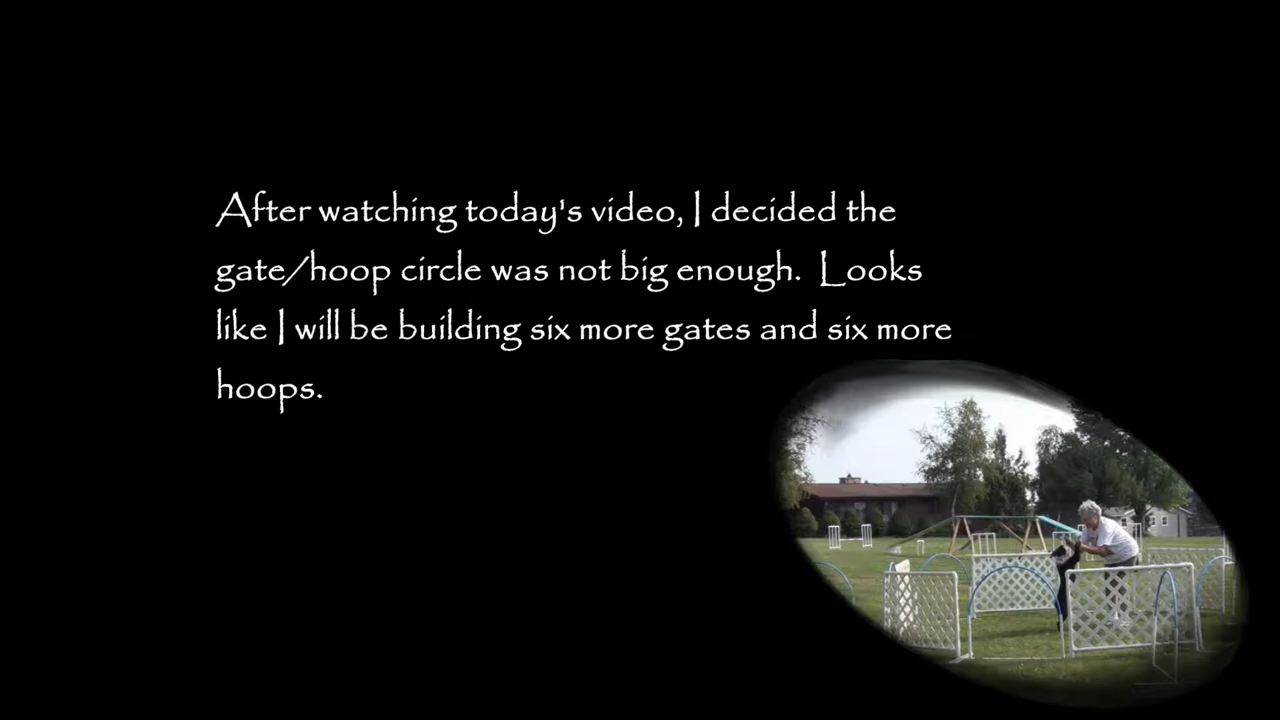 After watching today's video, I decided the
gate/hoop circle was not big enough.  Looks
like I will be building six more gates and six more
hoops.